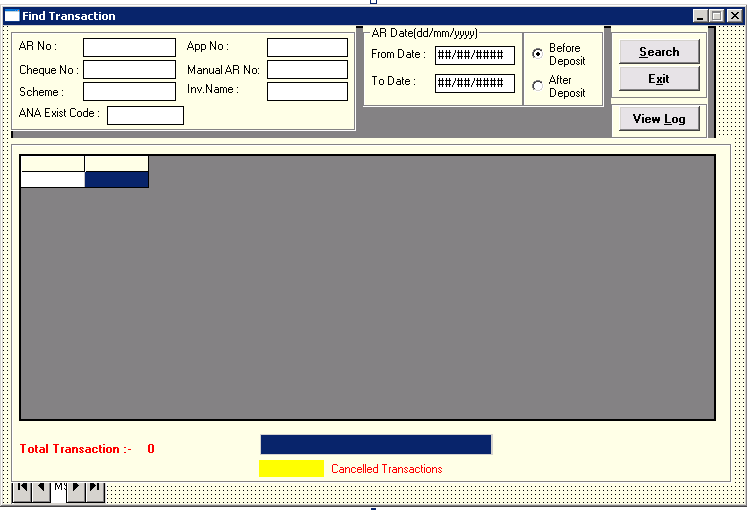 Find Transaction
AR No :
App No :
Cheque No :
Manual AR No:
Scheme :
Inv.Name :
ANA Exist Code :
AR Date(dd/mm/yyyy)
From Date :
##/##/####
To Date :
##/##/####
Before
Deposit
After
Deposit
Search
Exit
View Log
Total Transaction :- 0
Cancelled Transactions